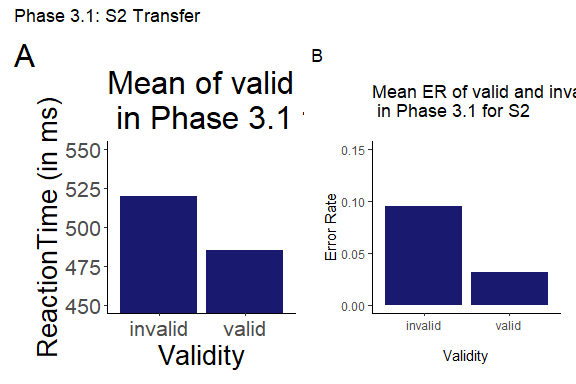 Phase 3.1: S2 Transfer
A
Mean of valid
in Phase 3.1
ReactionTime (in ms)
550
525
500
475
450
invalid valid
Validity
B
Mean ER of valid and inva
in Phase 3.1 for S2
Error Rate
0.15
0.10
0.05
0.00
invalid valid
Validity